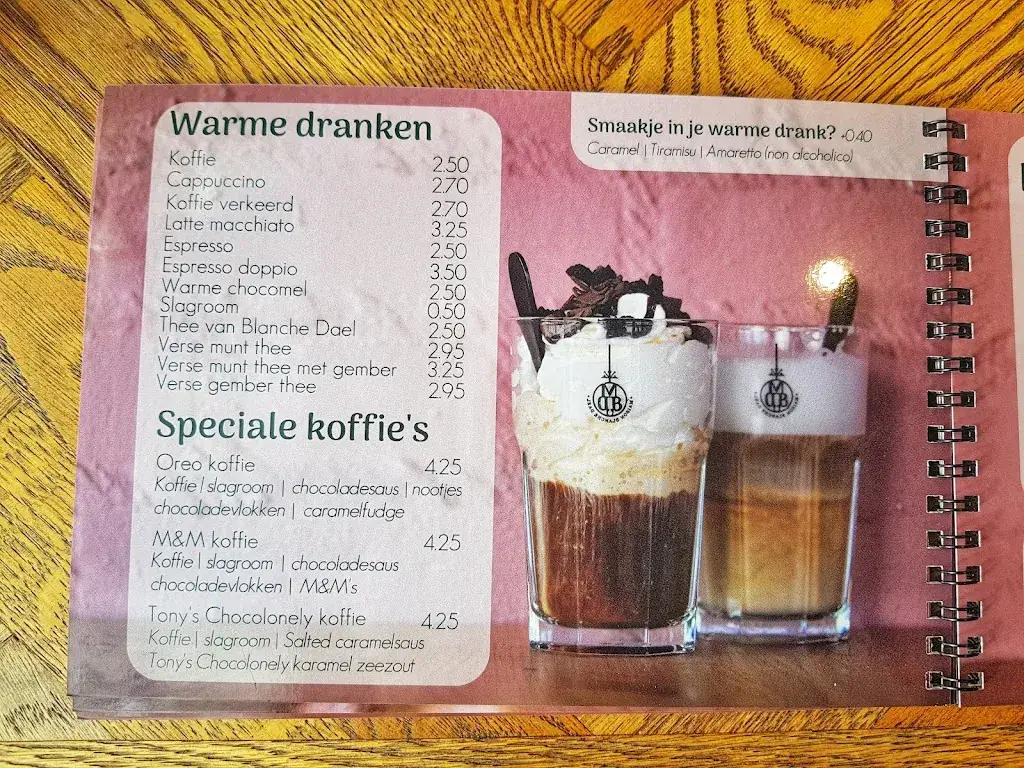 Warme dranken
Koffie 2.50
Cappuccino 2.70
Koffie verkeerd 2.70
Latte macchiato 3.25
Espresso 2.50
Espresso doppio 3.50
Warme chocomel 2.50
Slagroom 0.50
Thee van Blanche Dael 2.50
Verse munt thee 2.95
Verse munt thee met gember 3.25
Verse gember thee 2.95
Speciale koffie's
Oreo koffie 4.25
Koffie | slagroom | chocoladesaus | nootjes
chocoladevlokken | caramelfudge
M&M koffie 4.25
Koffie | slagroom | chocoladesaus
chocoladevlokken | M&M's
Tony's Chocolonely koffie 4.25
Koffie | slagroom | Salted caramelsaus
Tony's Chocolonely karamel zeezout
Smaakje in je warme drank? +0.40
Caramel | Tiramisu | Amaretto (non alcoholico)